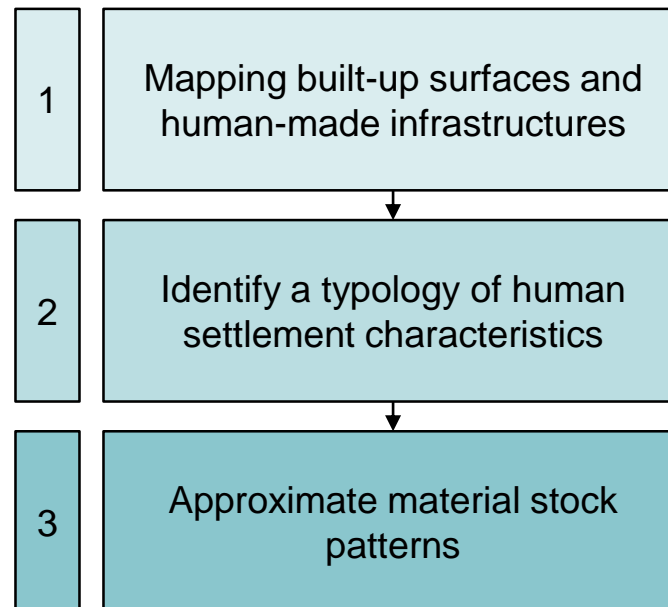 1
Mapping built-up surfaces and
human-made infrastructures
2
Identify a typology of human
settlement characteristics
3
Approximate material stock
patterns